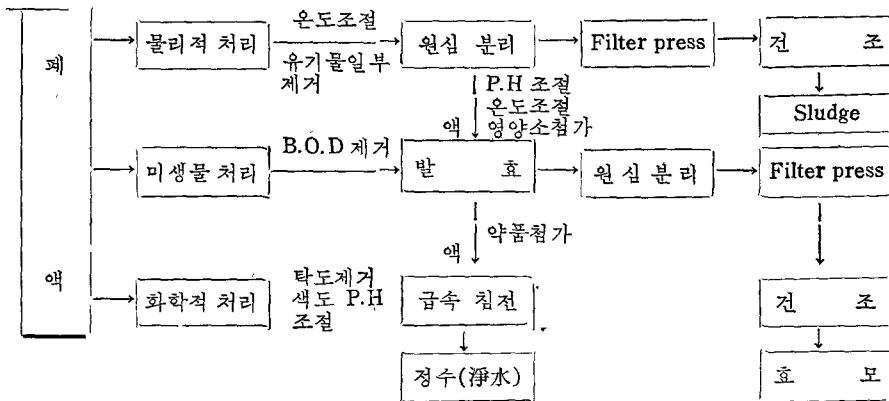 폐
액
물리적 처리
온도조절
유기물일부
제거
원심 분리
Filter press
건 조
Sludge
P.H 조절
온도조절
영양소첨가
액
미생물 처리
B.O.D 제거
발 효
원심분리
Filter press
약품첨가
액
화학적 처리
탁도제거
색도 P.H
조절
급속 침전
건 조
정수(淨水)
효 모